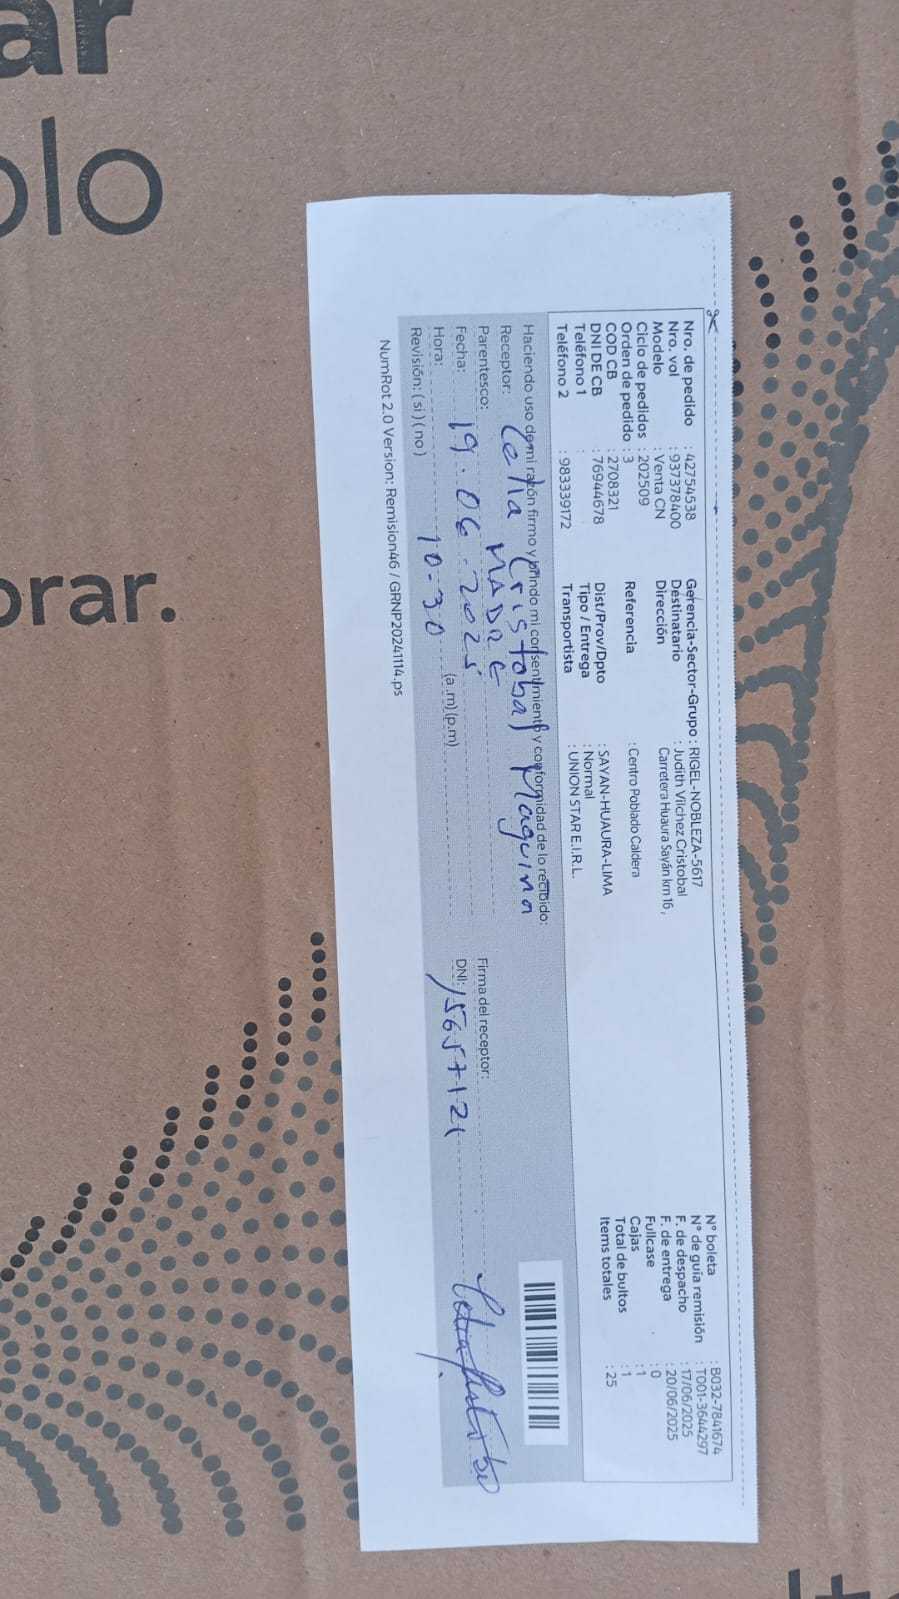 ar
olo
orar.
Nro. de pedido : 42754538
Nro. vol : 937378400
Modelo : Venta CN
Ciclo de pedidos : 202509
Orden de pedido : 3
COD CB : 2708321
DNI DE CB : 76944678
Teléfono 1 :
Teléfono 2 : 983339172
Gerencia-Sector-Grupo : RIGEL-NOBLEZA-5617
Destinatario : Judith Vilchez Cristobal
Dirección : Carretera Huaura Sayán km 16 ,
Referencia : Centro Poblado Caldera
Dist/Prov/Dpto : SAYAN-HUAURA-LIMA
Tipo / Entrega : Normal
Transportista : UNION STAR E.I.R.L.
N° boleta : B032-7841674
N° de guía remisión : T001-3644297
F. de despacho : 17/06/2025
F. de entrega : 20/06/2025
Fullcase : 0
Cajas : 1
Total de bultos : 1
Items totales : 25
Haciendo uso de mi razón firmo y brindo mi consentimiento y conformidad de lo recibido:
Receptor: Celia Cristobal Maguina
Parentesco: MADRE
Fecha: 19.06-2025
Hora: 10-30 (a .m) (p.m)
Revisión: ( si ) ( no )
Firma del receptor:
DNI: 15657121
NumRot 2.0 Version: Remision46 / GRNP20241114.ps